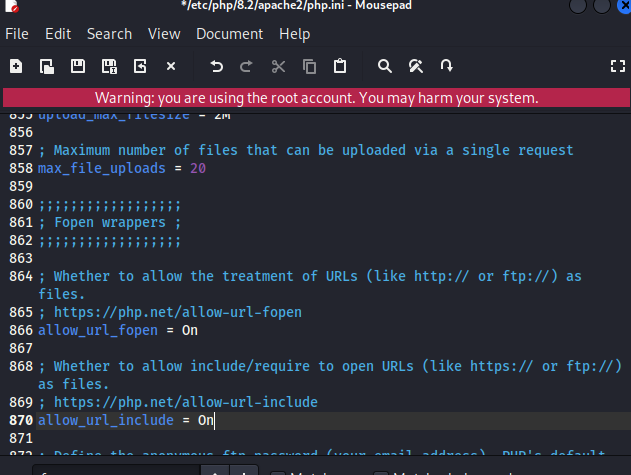 */etc/php/8.2/apache2/php.ini - Mousepad
File Edit Search View Document Help
Warning: you are using the root account. You may harm your system.
855 upload_max_filesize = 2M
856
857 ; Maximum number of files that can be uploaded via a single request
858 max_file_uploads = 20
859
860 ;;;;;;;;;;;;;;;;;;
861 ; Fopen wrappers ;
862 ;;;;;;;;;;;;;;;;;;
863
864 ; Whether to allow the treatment of URLs (like http:// or ftp://) as
files.
865 ; https://php.net/allow-url-fopen
866 allow_url_fopen = On
867
868 ; Whether to allow include/require to open URLs (like https:// or ftp://)
as files.
869 ; https://php.net/allow-url-include
870 allow_url_include = On
871
872 ; Define the anonymous ftp password (your email address). PHP's default